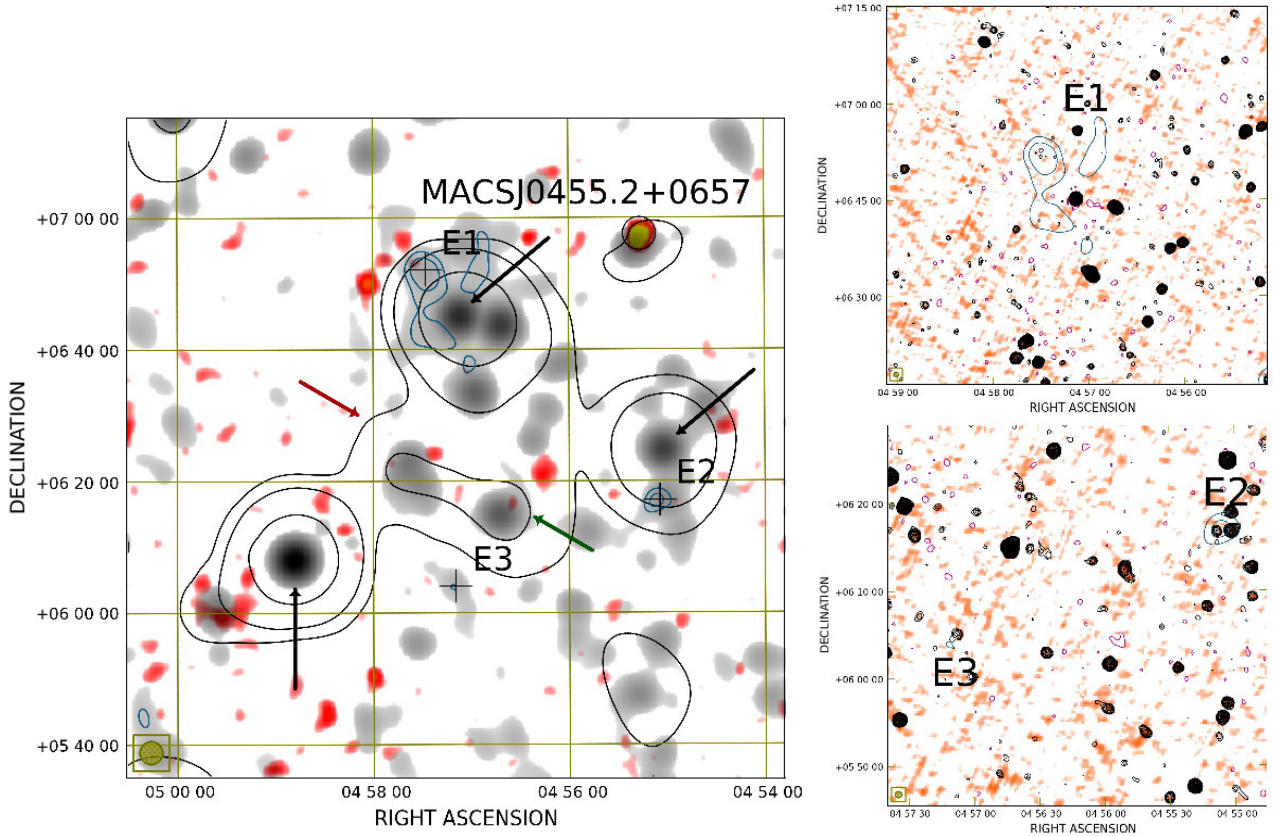 MACSJ0455.2+0657
E1
E2
E3
+07 00 00
+06 40 00
+06 20 00
+06 00 00
+05 40 00
DECLINATION
05 00 00
04 58 00
04 56 00
04 54 00
RIGHT ASCENSION
+07 15 00
+07 00 00
+06 45 00
+06 30 00
DECLINATION
E1
04 59 00
04 58 00
04 57 00
04 56 00
RIGHT ASCENSION
+06 20 00
+06 10 00
+06 00 00
+05 50 00
DECLINATION
E2
E3
04 57 30
04 57 00
04 56 30
04 56 00
04 55 30
04 55 00
RIGHT ASCENSION